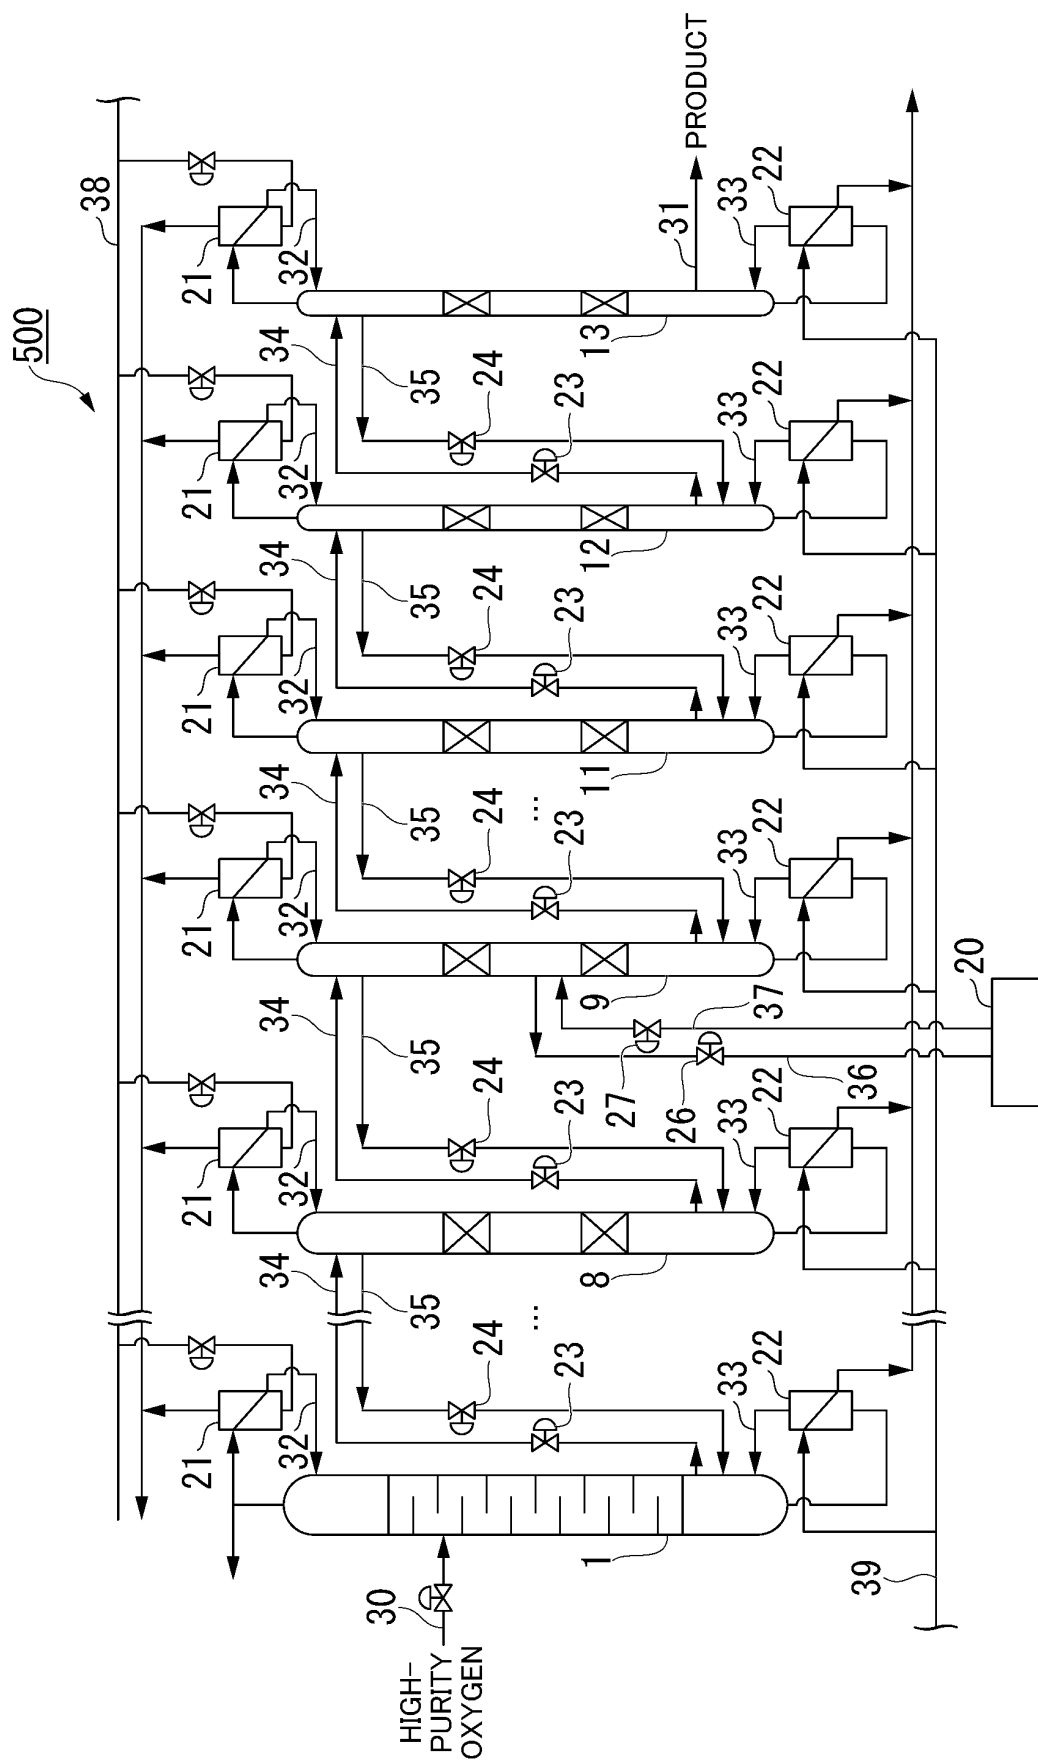 500
38
21 21 21 21 21 21
34 34 34 34 34
32 32 32 32 32 32
30
HIGH-
PURITY
OXYGEN
35 35 35 35 35
24 24 24 24 24
... ...
23 23 23 23 23
1 8 9 11 12 13
27
26
31
PRODUCT
33 33 33 33 33 33
22 22 37 22 22 22 22
39
36
20